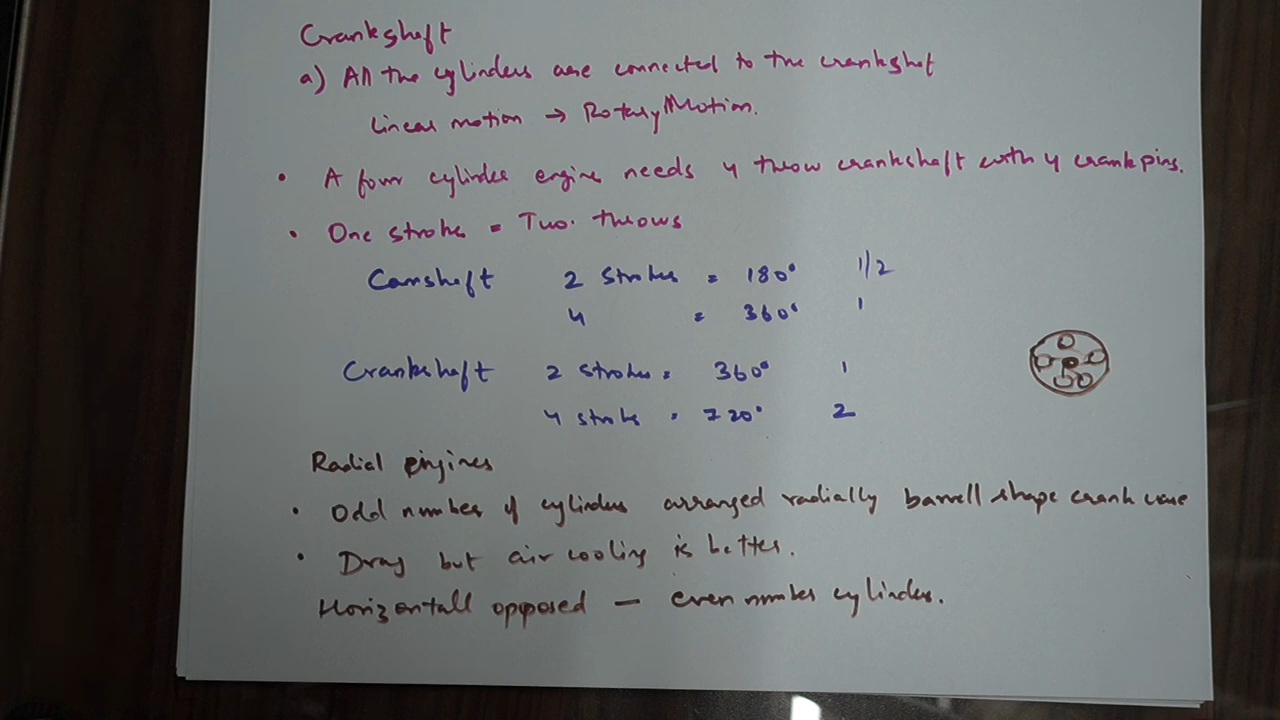 Crankshaft
a) All the cylinders are connected to the crankshaft
Linear motion → Rotary Motion.
• A four cylinder engine needs 4 throw crankshaft with 4 crankpins.
• One stroke = Two. throws
Camshaft 2 Strokes = 180° 1/2
4 = 360° 1
Crankshaft 2 strokes = 360° 1
4 stroke = 720° 2
Radial engines
• Odd number of cylinders arranged radially barrell shape crank case
• Drag but air cooling is better.
Horizontall opposed — even number cylinders.